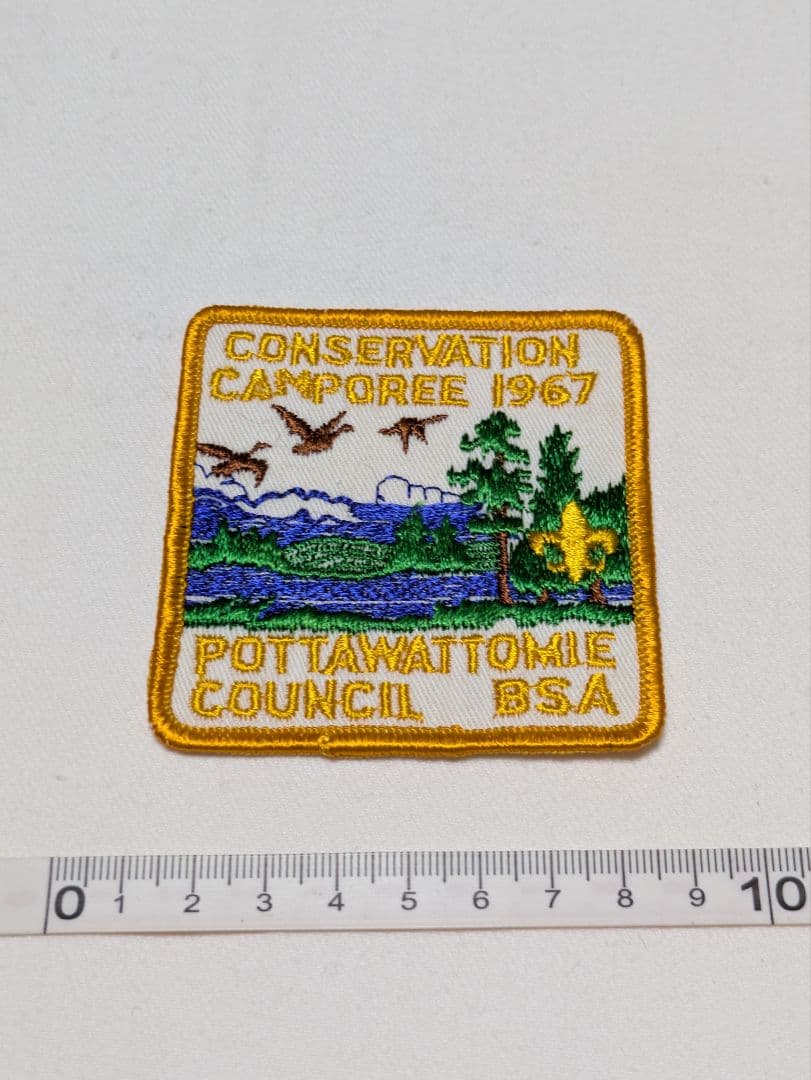 CONSERVATION
CAMPOREE 1967
POTTAWATTOMIE
COUNCIL BSA
0 1 2 3 4 5 6 7 8 9 10